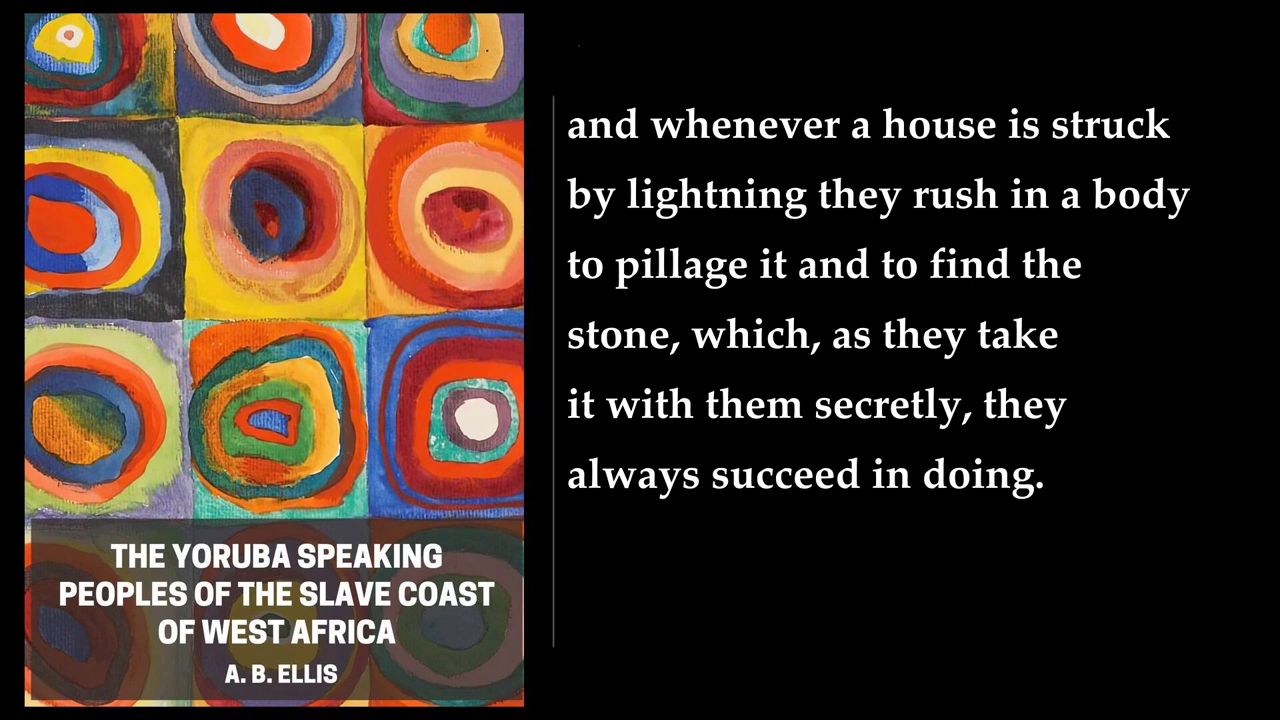 THE YORUBA SPEAKING
PEOPLES OF THE SLAVE COAST
OF WEST AFRICA
A. B. ELLIS
and whenever a house is struck
by lightning they rush in a body
to pillage it and to find the
stone, which, as they take
it with them secretly, they
always succeed in doing.